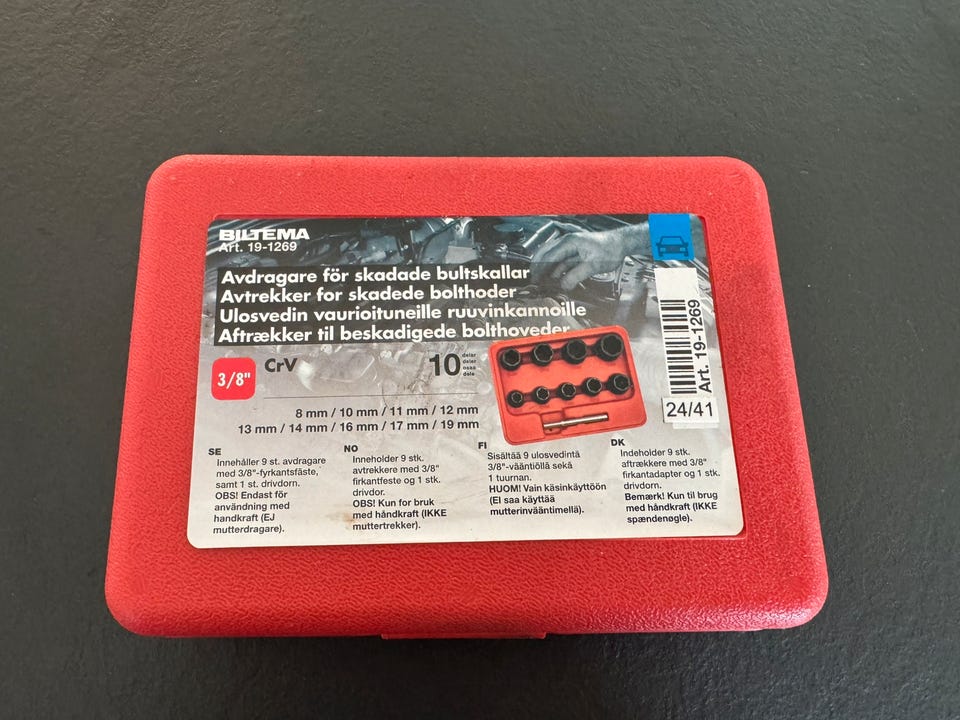 BILTEMA
Art. 19-1269
Avdragare för skadade bultskallar
Avtrekker for skadede bolthoder
Ulosvedin vaurioituneille ruuvinkannoille
Aftrækker til beskadigede bolthoveder
3/8"
CrV
10
delar
deler
osaa
dele
8 mm / 10 mm / 11 mm / 12 mm
13 mm / 14 mm / 16 mm / 17 mm / 19 mm
Art. 19-1269
24/41
SE
Innehåller 9 st. avdragare
med 3/8"-fyrkantsfäste,
samt 1 st. drivdorn.
OBS! Endast för
användning med
handkraft (EJ
mutterdragare).
NO
Inneholder 9 stk.
avtrekkere med 3/8"
firkantfeste og 1 stk.
drivdor.
OBS! Kun for bruk
med håndkraft (IKKE
muttertrekker).
FI
Sisältää 9 ulosvedintä
3/8"-vääntiöllä sekä
1 tuurnan.
HUOM! Vain käsinkäyttöön
(EI saa käyttää
mutterinvääntimellä).
DK
Indeholder 9 stk.
aftrækkere med 3/8"
firkantadapter og 1 stk.
drivdorn.
Bemærk! Kun til brug
med håndkraft (IKKE
spændenøgle).